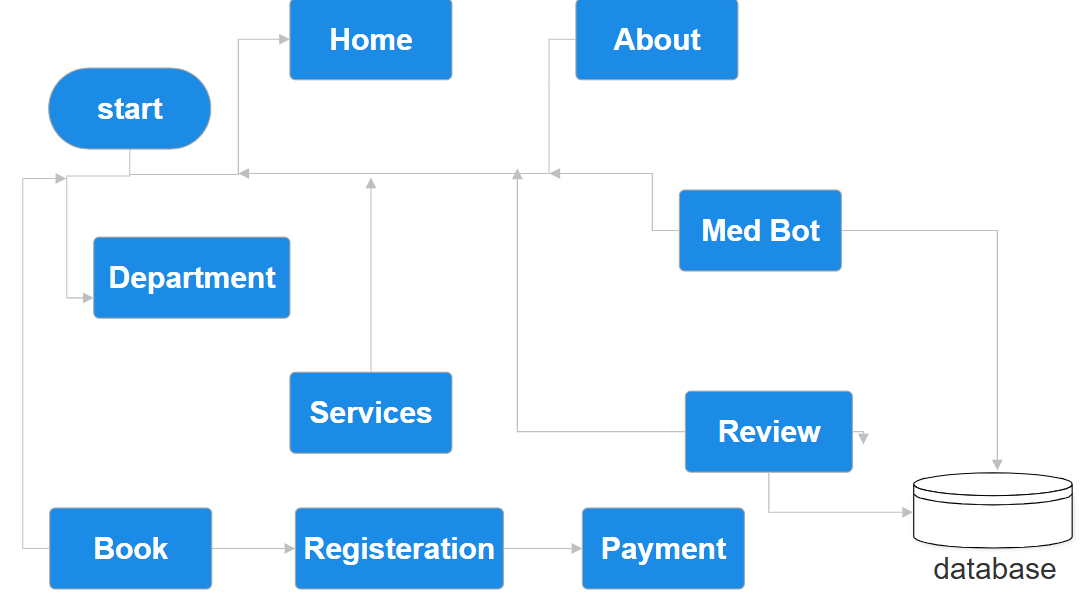 Home
About
start
Med Bot
Department
Services
Review
Book
Registeration
Payment
database